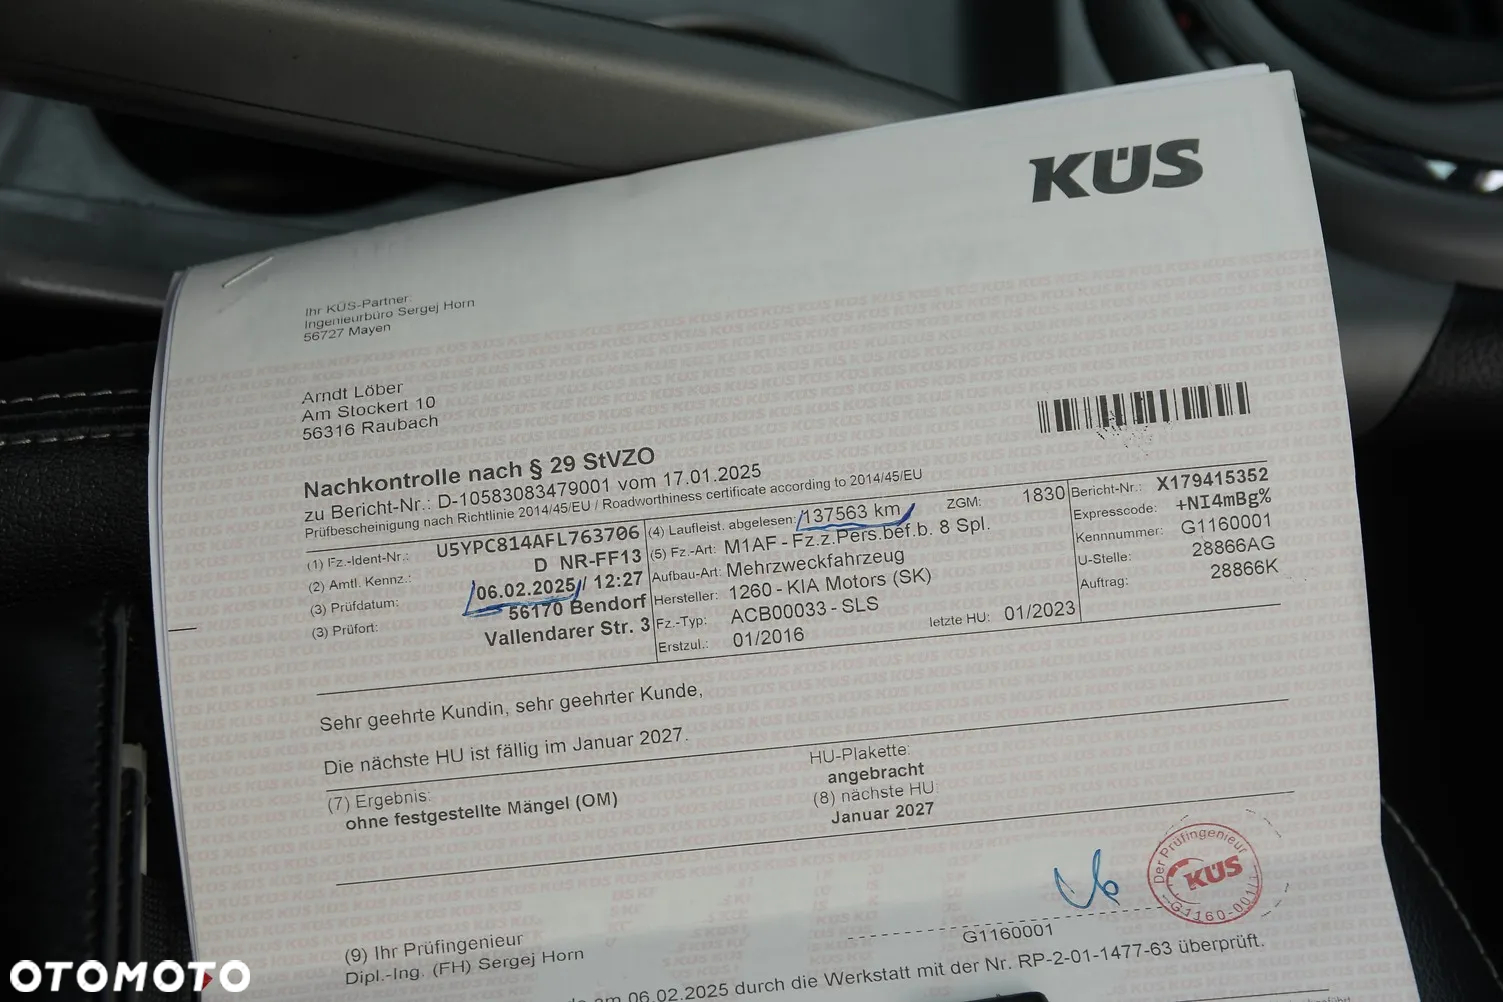 KÜS
Ihr KÜS-Partner:
Ingenieurbüro Sergej Horn
56727 Mayen
Arndt Löber
Am Stockert 10
56316 Raubach
Nachkontrolle nach § 29 StVZO
zu Bericht-Nr.: D-10583083479001 vom 17.01.2025
Prüfbescheinigung nach Richtlinie 2014/45/EU / Roadworthiness certificate according to 2014/45/EU
(1) Fz.-Ident-Nr.: U5YPC814AFL763706
(2) Amtl. Kennz.: D NR-FF13
(3) Prüfdatum: 06.02.2025 / 12:27
(3) Prüfort: 56170 Bendorf
Vallendarer Str. 3
(4) Laufleist. abgelesen: 137563 km ZGM: 1830
(5) Fz.-Art: M1AF - Fz.z.Pers.bef.b. 8 Spl.
Aufbau-Art: Mehrzweckfahrzeug
Hersteller: 1260 - KIA Motors (SK)
Fz.-Typ: ACB00033 - SLS
Erstzul.: 01/2016 letzte HU: 01/2023
Bericht-Nr.: X179415352
Expresscode: +NI4mBg%
Kennnummer: G1160001
U-Stelle: 28866AG
Auftrag: 28866K
Sehr geehrte Kundin, sehr geehrter Kunde,
Die nächste HU ist fällig im Januar 2027.
(7) Ergebnis:
ohne festgestellte Mängel (OM)
HU-Plakette:
angebracht
(8) nächste HU:
Januar 2027
Der Prüfingenieur
KÜS
G1160-001
G1160001
(9) Ihr Prüfingenieur
Dipl.-Ing. (FH) Sergej Horn
am 06.02.2025 durch die Werkstatt mit der Nr. RP-2-01-1477-63 überprüft.
OTOMOTO